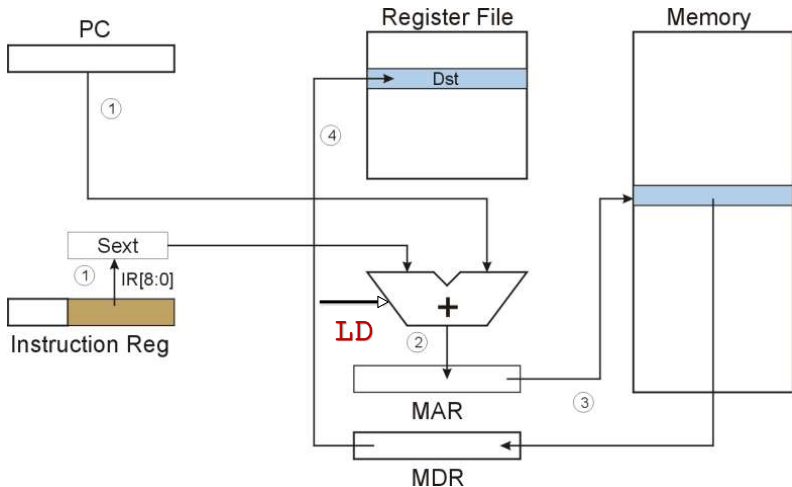 Register File
Memory
PC
Dst
①
④
Sext
①
IR[8:0]
+
LD
Instruction Reg
②
MAR
③
MDR